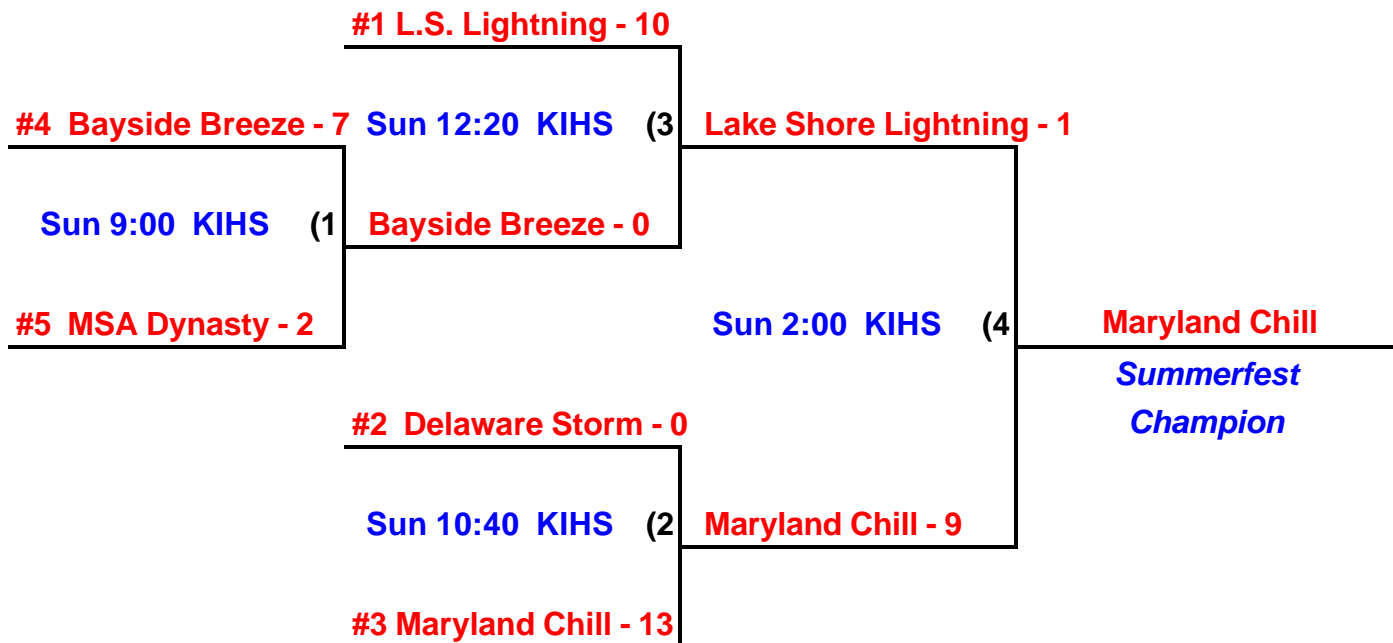 #1 L.S. Lightning - 10
#4 Bayside Breeze - 7
Sun 12:20 KIHS (3
Lake Shore Lightning - 1
Sun 9:00 KIHS (1
Bayside Breeze - 0
#5 MSA Dynasty - 2
Sun 2:00 KIHS (4
Maryland Chill
Summerfest
Champion
#2 Delaware Storm - 0
Sun 10:40 KIHS (2
Maryland Chill - 9
#3 Maryland Chill - 13